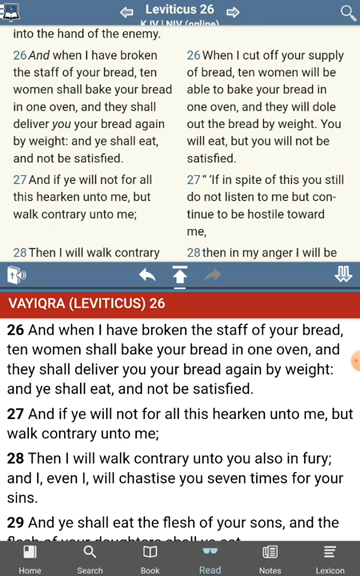 Leviticus 26
KJV | NIV (online)
into the hand of the enemy.
26 And when I have broken
the staff of your bread, ten
women shall bake your bread
in one oven, and they shall
deliver you your bread again
by weight: and ye shall eat,
and not be satisfied.
27 And if ye will not for all
this hearken unto me, but
walk contrary unto me;
28 Then I will walk contrary
26 When I cut off your supply
of bread, ten women will be
able to bake your bread in
one oven, and they will dole
out the bread by weight. You
will eat, but you will not be
satisfied.
27 “ ‘If in spite of this you still
do not listen to me but con-
tinue to be hostile toward
me,
28 then in my anger I will be
VAYIQRA (LEVITICUS) 26
26 And when I have broken the staff of your bread,
ten women shall bake your bread in one oven, and
they shall deliver you your bread again by weight:
and ye shall eat, and not be satisfied.
27 And if ye will not for all this hearken unto me, but
walk contrary unto me;
28 Then I will walk contrary unto you also in fury;
and I, even I, will chastise you seven times for your
sins.
29 And ye shall eat the flesh of your sons, and the
flesh of your daughters shall ye eat
Home
Search
Book
Read
Notes
Lexicon